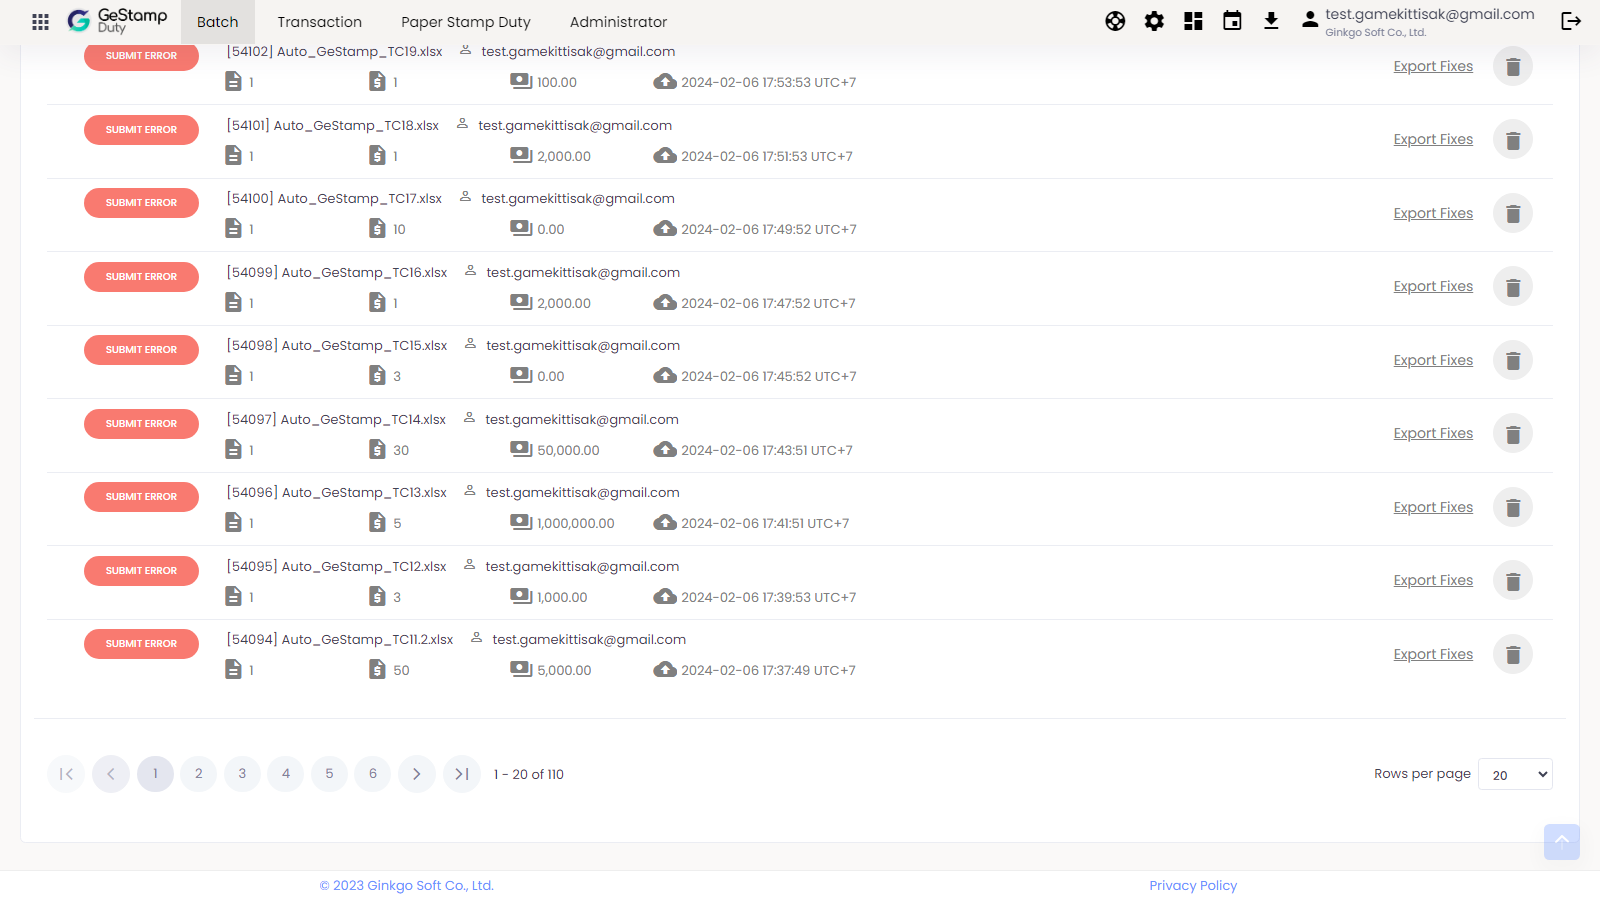 GeStamp
Duty
Batch
Transaction
Paper Stamp Duty
Administrator
test.gamekittisak@gmail.com
Ginkgo Soft Co., Ltd.
SUBMIT ERROR
[54102] Auto_GeStamp_TC19.xlsx test.gamekittisak@gmail.com
1 1 100.00 2024-02-06 17:53:53 UTC+7
Export Fixes
SUBMIT ERROR
[54101] Auto_GeStamp_TC18.xlsx test.gamekittisak@gmail.com
1 1 2,000.00 2024-02-06 17:51:53 UTC+7
Export Fixes
SUBMIT ERROR
[54100] Auto_GeStamp_TC17.xlsx test.gamekittisak@gmail.com
1 10 0.00 2024-02-06 17:49:52 UTC+7
Export Fixes
SUBMIT ERROR
[54099] Auto_GeStamp_TC16.xlsx test.gamekittisak@gmail.com
1 1 2,000.00 2024-02-06 17:47:52 UTC+7
Export Fixes
SUBMIT ERROR
[54098] Auto_GeStamp_TC15.xlsx test.gamekittisak@gmail.com
1 3 0.00 2024-02-06 17:45:52 UTC+7
Export Fixes
SUBMIT ERROR
[54097] Auto_GeStamp_TC14.xlsx test.gamekittisak@gmail.com
1 30 50,000.00 2024-02-06 17:43:51 UTC+7
Export Fixes
SUBMIT ERROR
[54096] Auto_GeStamp_TC13.xlsx test.gamekittisak@gmail.com
1 5 1,000,000.00 2024-02-06 17:41:51 UTC+7
Export Fixes
SUBMIT ERROR
[54095] Auto_GeStamp_TC12.xlsx test.gamekittisak@gmail.com
1 3 1,000.00 2024-02-06 17:39:53 UTC+7
Export Fixes
SUBMIT ERROR
[54094] Auto_GeStamp_TC11.2.xlsx test.gamekittisak@gmail.com
1 50 5,000.00 2024-02-06 17:37:49 UTC+7
Export Fixes
1 2 3 4 5 6 1 - 20 of 110
Rows per page 20
© 2023 Ginkgo Soft Co., Ltd.
Privacy Policy